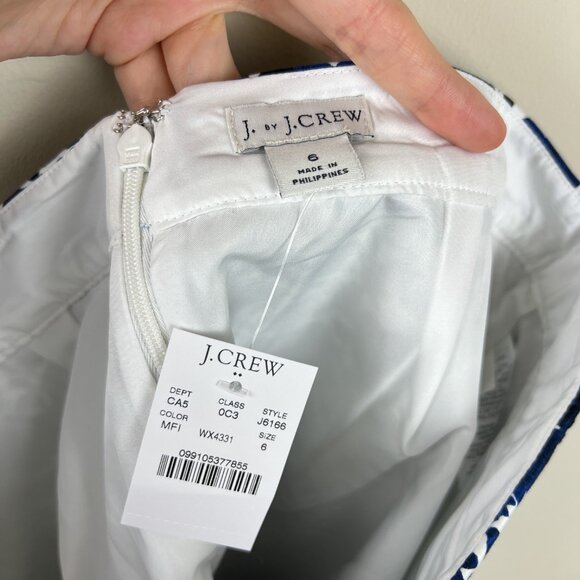 J. BY J.CREW
6
MADE IN
PHILIPPINES
J.CREW
DEPT CLASS STYLE
CA5 0C3 J6166
COLOR SIZE
MFI WX4331 6
099105377855